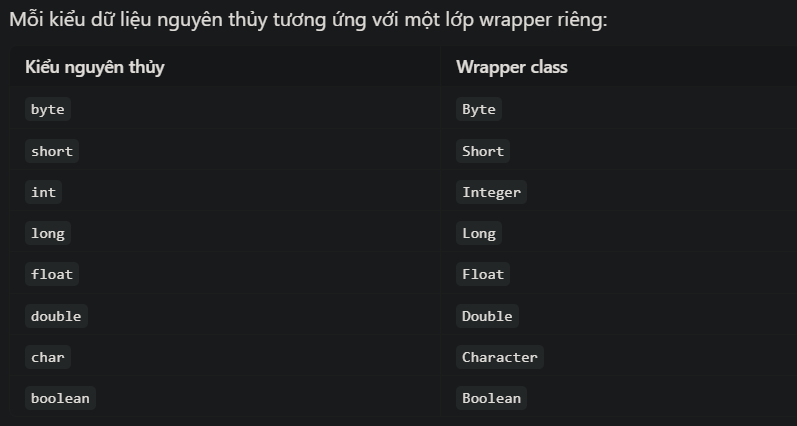 Mỗi kiểu dữ liệu nguyên thủy tương ứng với một lớp wrapper riêng:
Kiểu nguyên thủy Wrapper class
byte Byte
short Short
int Integer
long Long
float Float
double Double
char Character
boolean Boolean